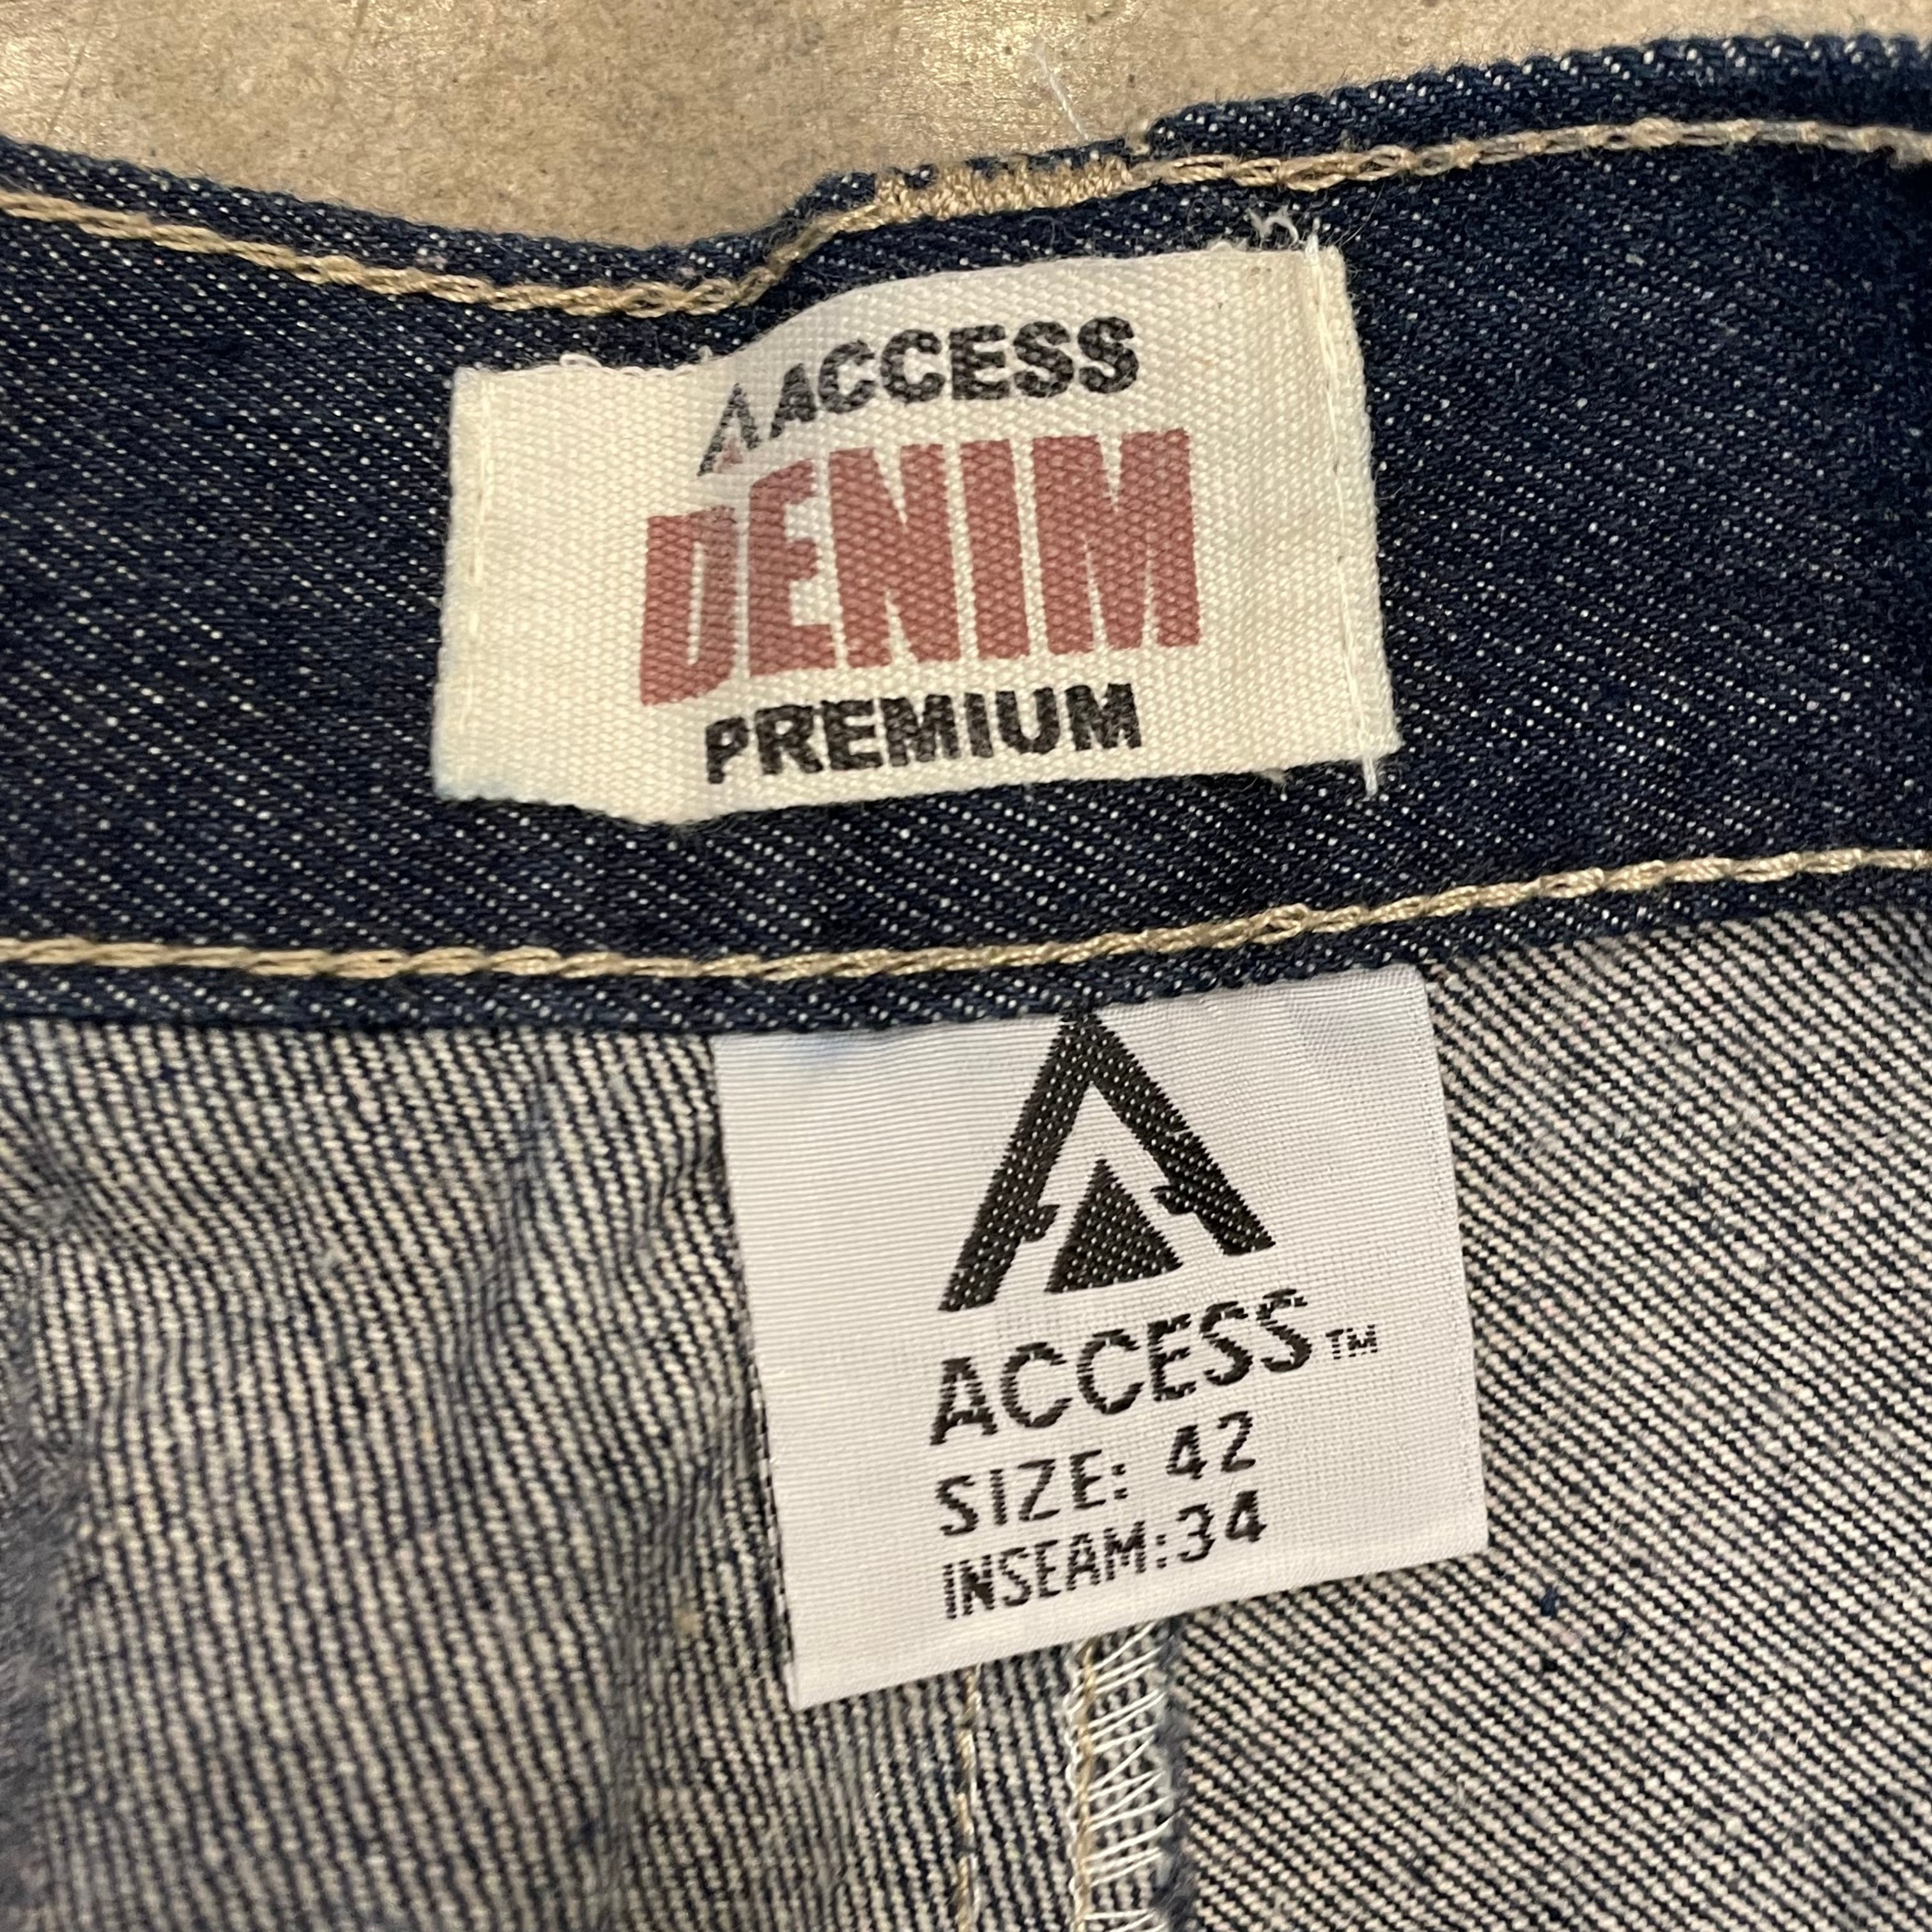 ACCESS
DENIM
PREMIUM
ACCESS™
SIZE: 42
INSEAM:34